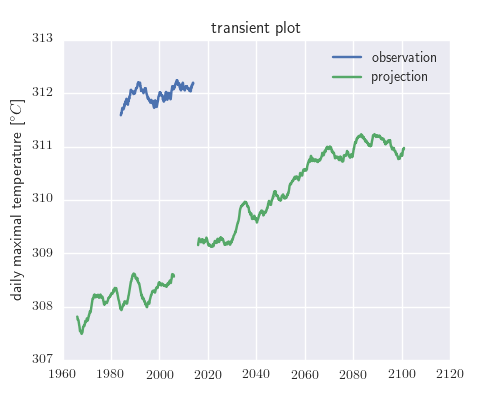 transient plot
313
312
311
310
309
308
307
daily maximal temperature [°C]
observation
projection
1960 1980 2000 2020 2040 2060 2080 2100 2120